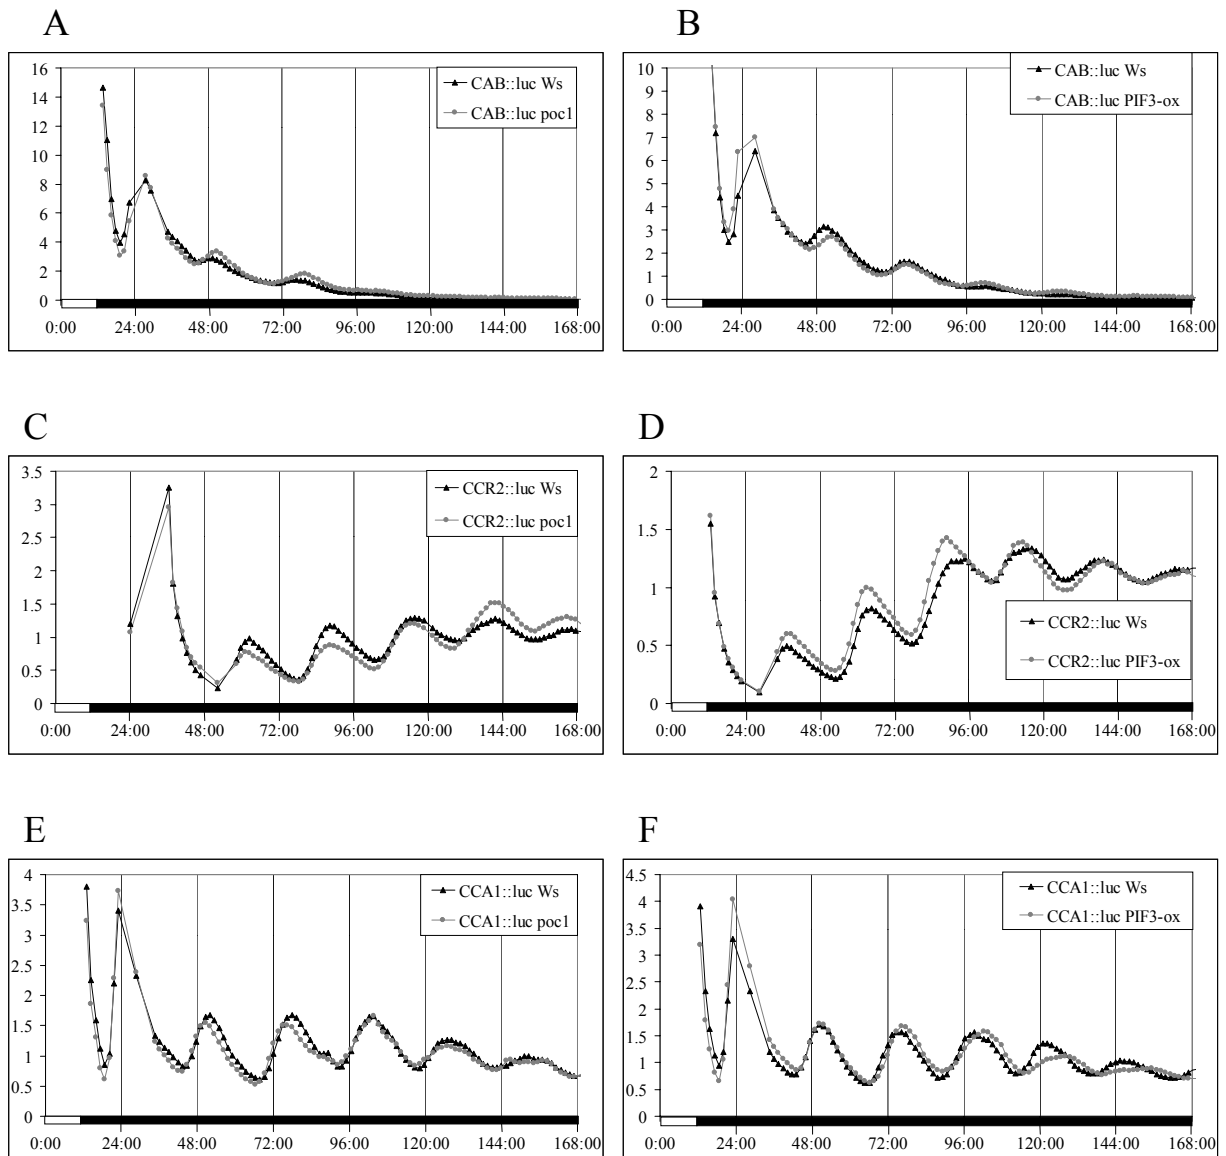 A
16
14
12
10
8
6
4
2
0
CAB::luc Ws
CAB::luc poc1
0:00 24:00 48:00 72:00 96:00 120:00 144:00 168:00
B
10
9
8
7
6
5
4
3
2
1
0
CAB::luc Ws
CAB::luc PIF3-ox
0:00 24:00 48:00 72:00 96:00 120:00 144:00 168:00
C
3.5
3
2.5
2
1.5
1
0.5
0
CCR2::luc Ws
CCR2::luc poc1
0:00 24:00 48:00 72:00 96:00 120:00 144:00 168:00
D
2
1.5
1
0.5
0
CCR2::luc Ws
CCR2::luc PIF3-ox
0:00 24:00 48:00 72:00 96:00 120:00 144:00 168:00
E
4
3.5
3
2.5
2
1.5
1
0.5
0
CCA1::luc Ws
CCA1::luc poc1
0:00 24:00 48:00 72:00 96:00 120:00 144:00 168:00
F
4.5
4
3.5
3
2.5
2
1.5
1
0.5
0
CCA1::luc Ws
CCA1::luc PIF3-ox
0:00 24:00 48:00 72:00 96:00 120:00 144:00 168:00